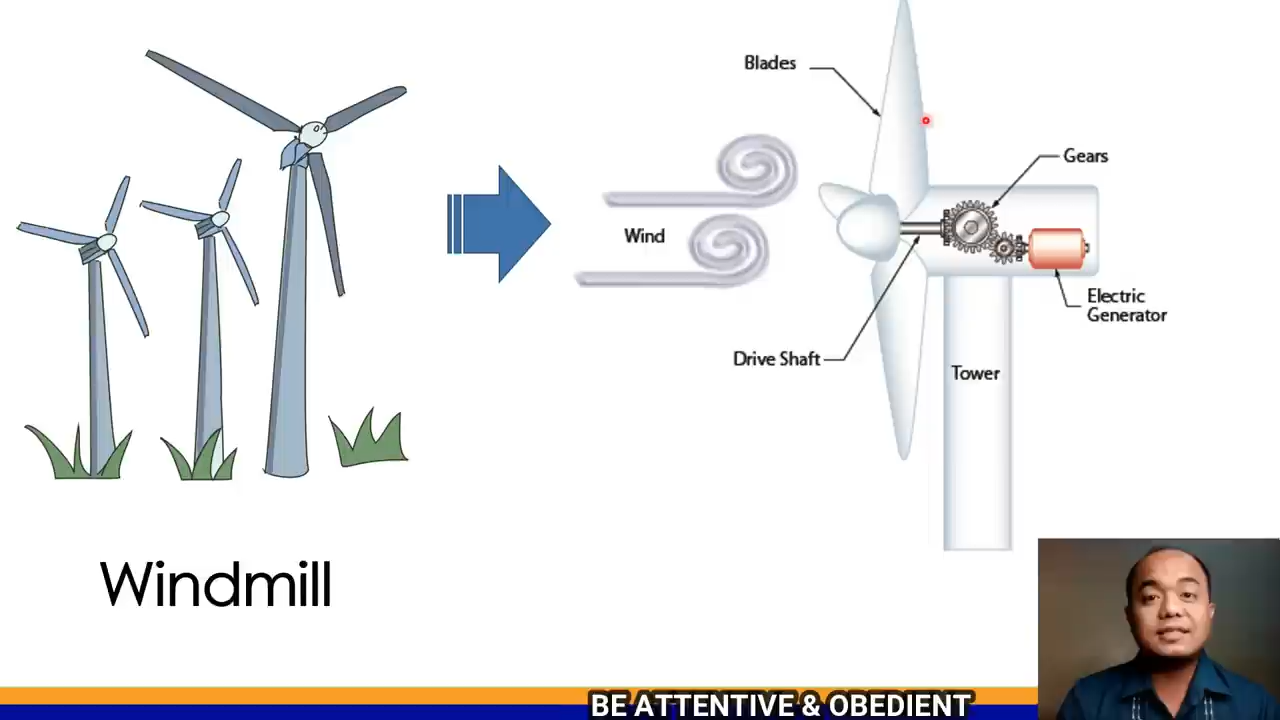 Blades
Gears
Wind
Electric
Generator
Drive Shaft
Tower
Windmill
BE ATTENTIVE & OBEDIENT